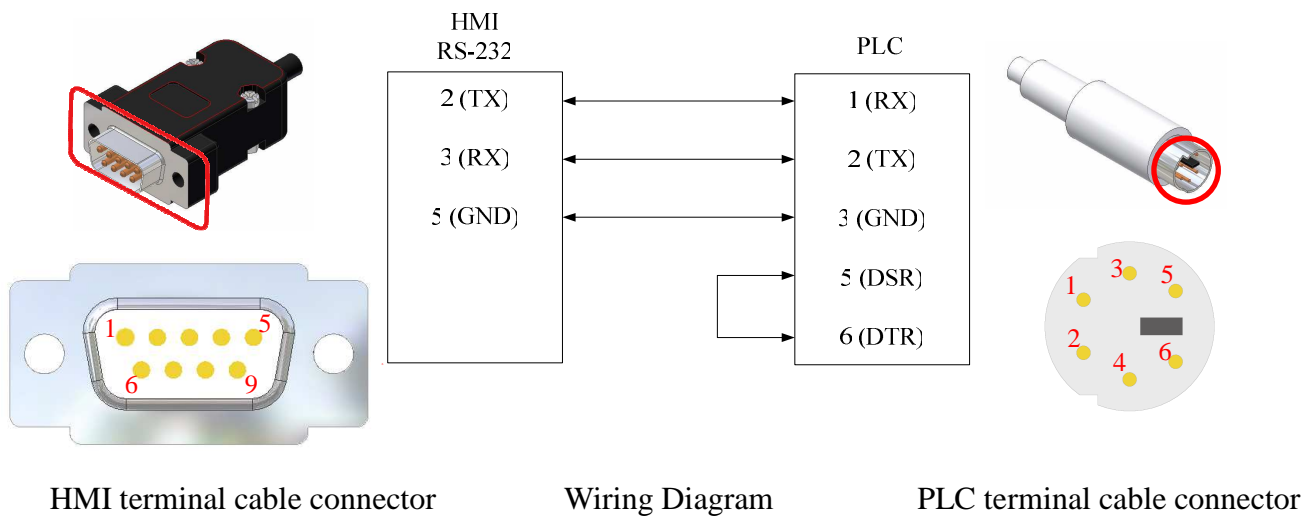 HMI
RS-232
PLC
2 (TX)
1 (RX)
3 (RX)
2 (TX)
5 (GND)
3 (GND)
5 (DSR)
6 (DTR)
1
5
6
9
3
1
5
2
4
6
HMI terminal cable connector
Wiring Diagram
PLC terminal cable connector